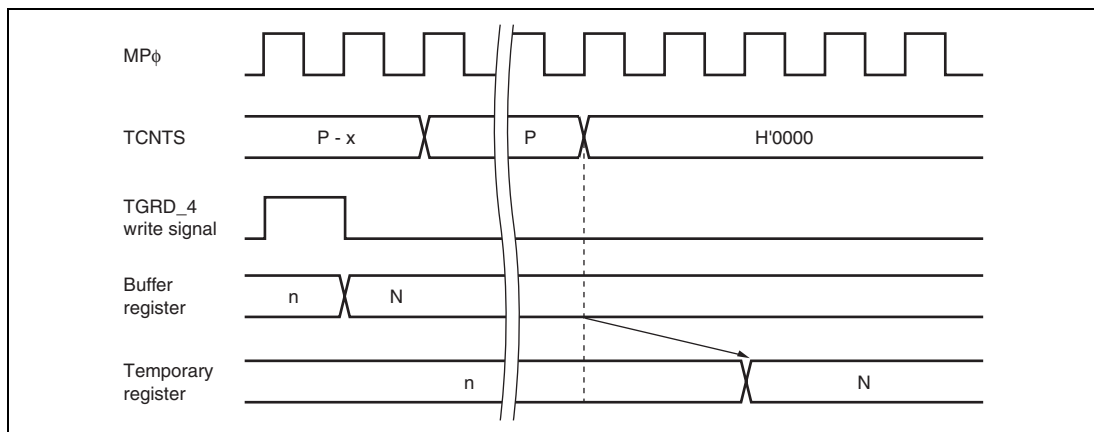 MPϕ
TCNTS
P - x
P
H'0000
TGRD_4
write signal
Buffer
register
n
N
Temporary
register
n
N